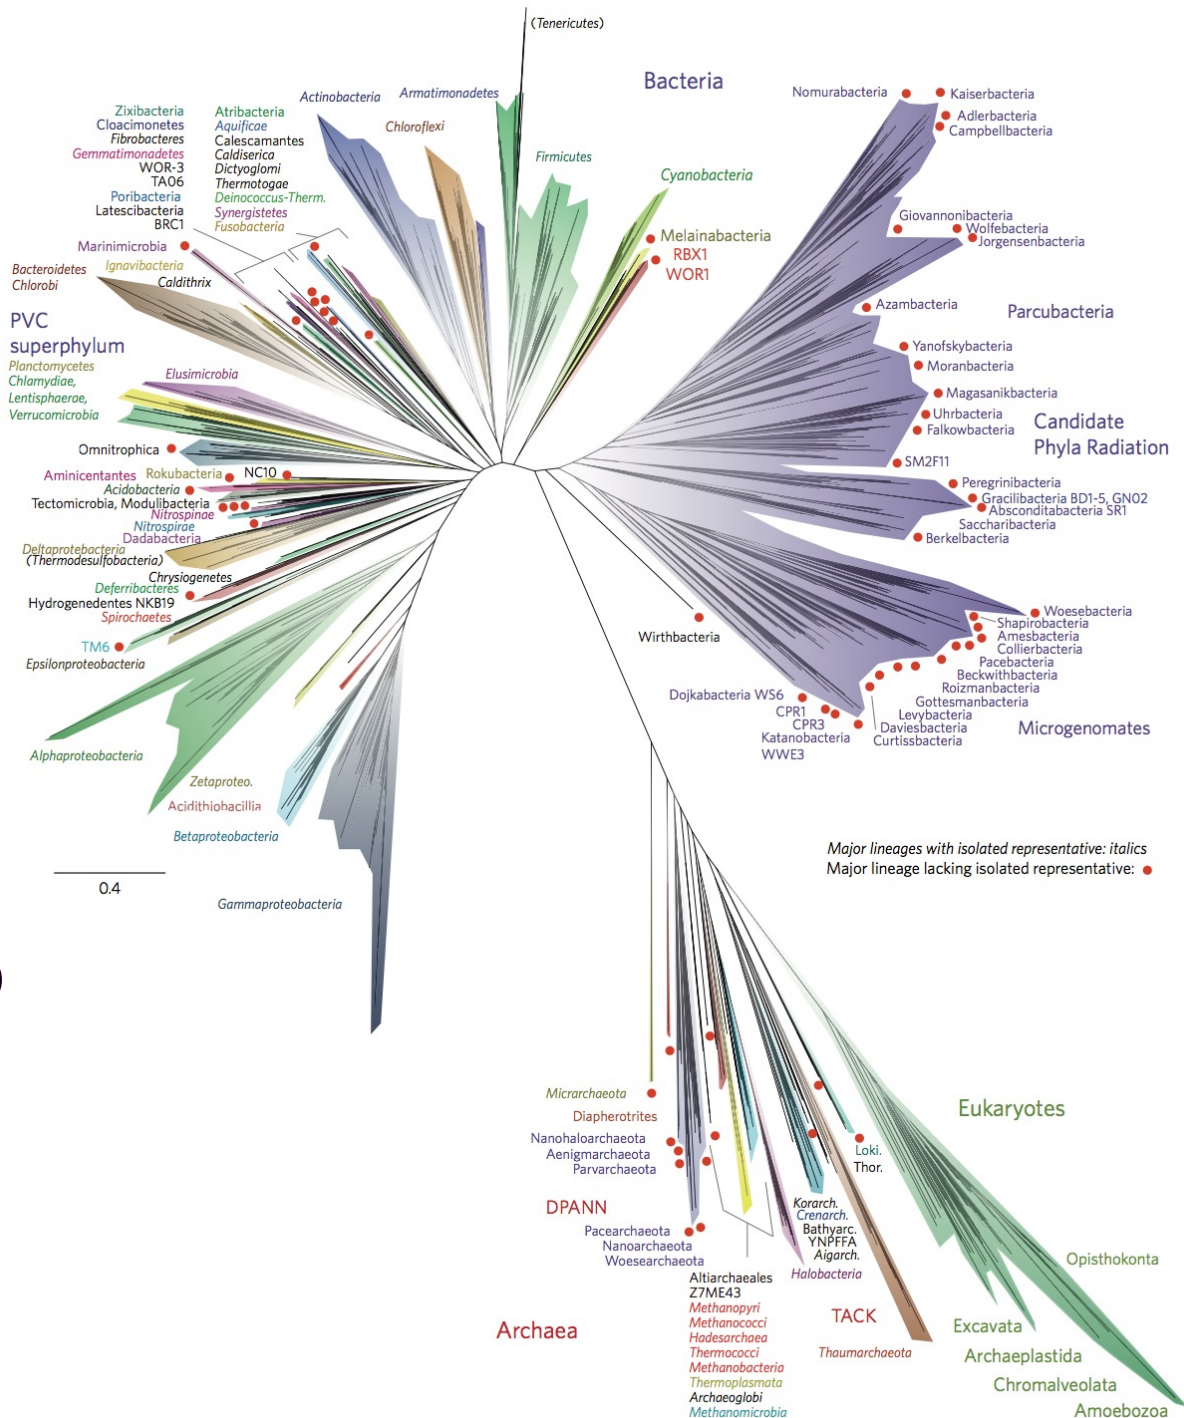 (Tenericutes)
Bacteria
Actinobacteria
Armatimonadetes
Chloroflexi
Firmicutes
Cyanobacteria
Melainabacteria
RBX1
WOR1
Zixibacteria
Cloacimonetes
Fibrobacteres
Gemmatimonadetes
WOR-3
TA06
Poribacteria
Latescibacteria
BRC1
Atribacteria
Aquificae
Calescamantes
Caldiserica
Dictyoglomi
Thermotogae
Deinococcus-Therm.
Synergistetes
Fusobacteria
Marinimicrobia
Ignavibacteria
Caldithrix
Bacteroidetes
Chlorobi
PVC
superphylum
Planctomycetes
Chlamydiae,
Lentisphaerae,
Verrucomicrobia
Elusimicrobia
Omnitrophica
Aminicentantes
Rokubacteria
NC10
Acidobacteria
Tectomicrobia, Modulibacteria
Nitrospinae
Nitrospirae
Dadabacteria
Deltaprotebacteria
(Thermodesulfobacteria)
Chrysiogenetes
Deferribacteres
Hydrogenedentes NKB19
Spirochaetes
TM6
Epsilonproteobacteria
Alphaproteobacteria
Zetaproteo.
Acidithiobacillia
Betaproteobacteria
0.4
Gammaproteobacteria
Nomurabacteria
Kaiserbacteria
Adlerbacteria
Campbellbacteria
Giovannonibacteria
Wolfebacteria
Jorgensenbacteria
Azambacteria
Parcubacteria
Yanofskybacteria
Moranbacteria
Magasanikbacteria
Uhrbacteria
Falkowbacteria
Candidate
Phyla Radiation
SM2F11
Peregrinibacteria
Gracilibacteria BD1-5, GN02
Absconditabacteria SR1
Saccharibacteria
Berkelbacteria
Woesebacteria
Shapirobacteria
Amesbacteria
Collierbacteria
Pacebacteria
Beckwithbacteria
Roizmanbacteria
Gottesmanbacteria
Levybacteria
Daviesbacteria
Curtissbacteria
Microgenomates
Wirthbacteria
Dojkabacteria WS6
CPR1
CPR3
Katanobacteria
WWE3
Major lineages with isolated representative: italics
Major lineage lacking isolated representative:
Micrarchaeota
Diapherotrites
Nanohaloarchaeota
Aenigmarchaeota
Parvarchaeota
DPANN
Pacearchaeota
Nanoarchaeota
Woesearchaeota
Archaea
Altiarchaeales
Z7ME43
Methanopyri
Methanococci
Hadesarchaea
Thermococci
Methanobacteria
Thermoplasmata
Archaeoglobi
Methanomicrobia
Halobacteria
Korarch.
Crenarch.
Bathyarc.
YNPFFA
Aigarch.
TACK
Thaumarchaeota
Loki.
Thor.
Eukaryotes
Opisthokonta
Excavata
Archaeplastida
Chromalveolata
Amoebozoa